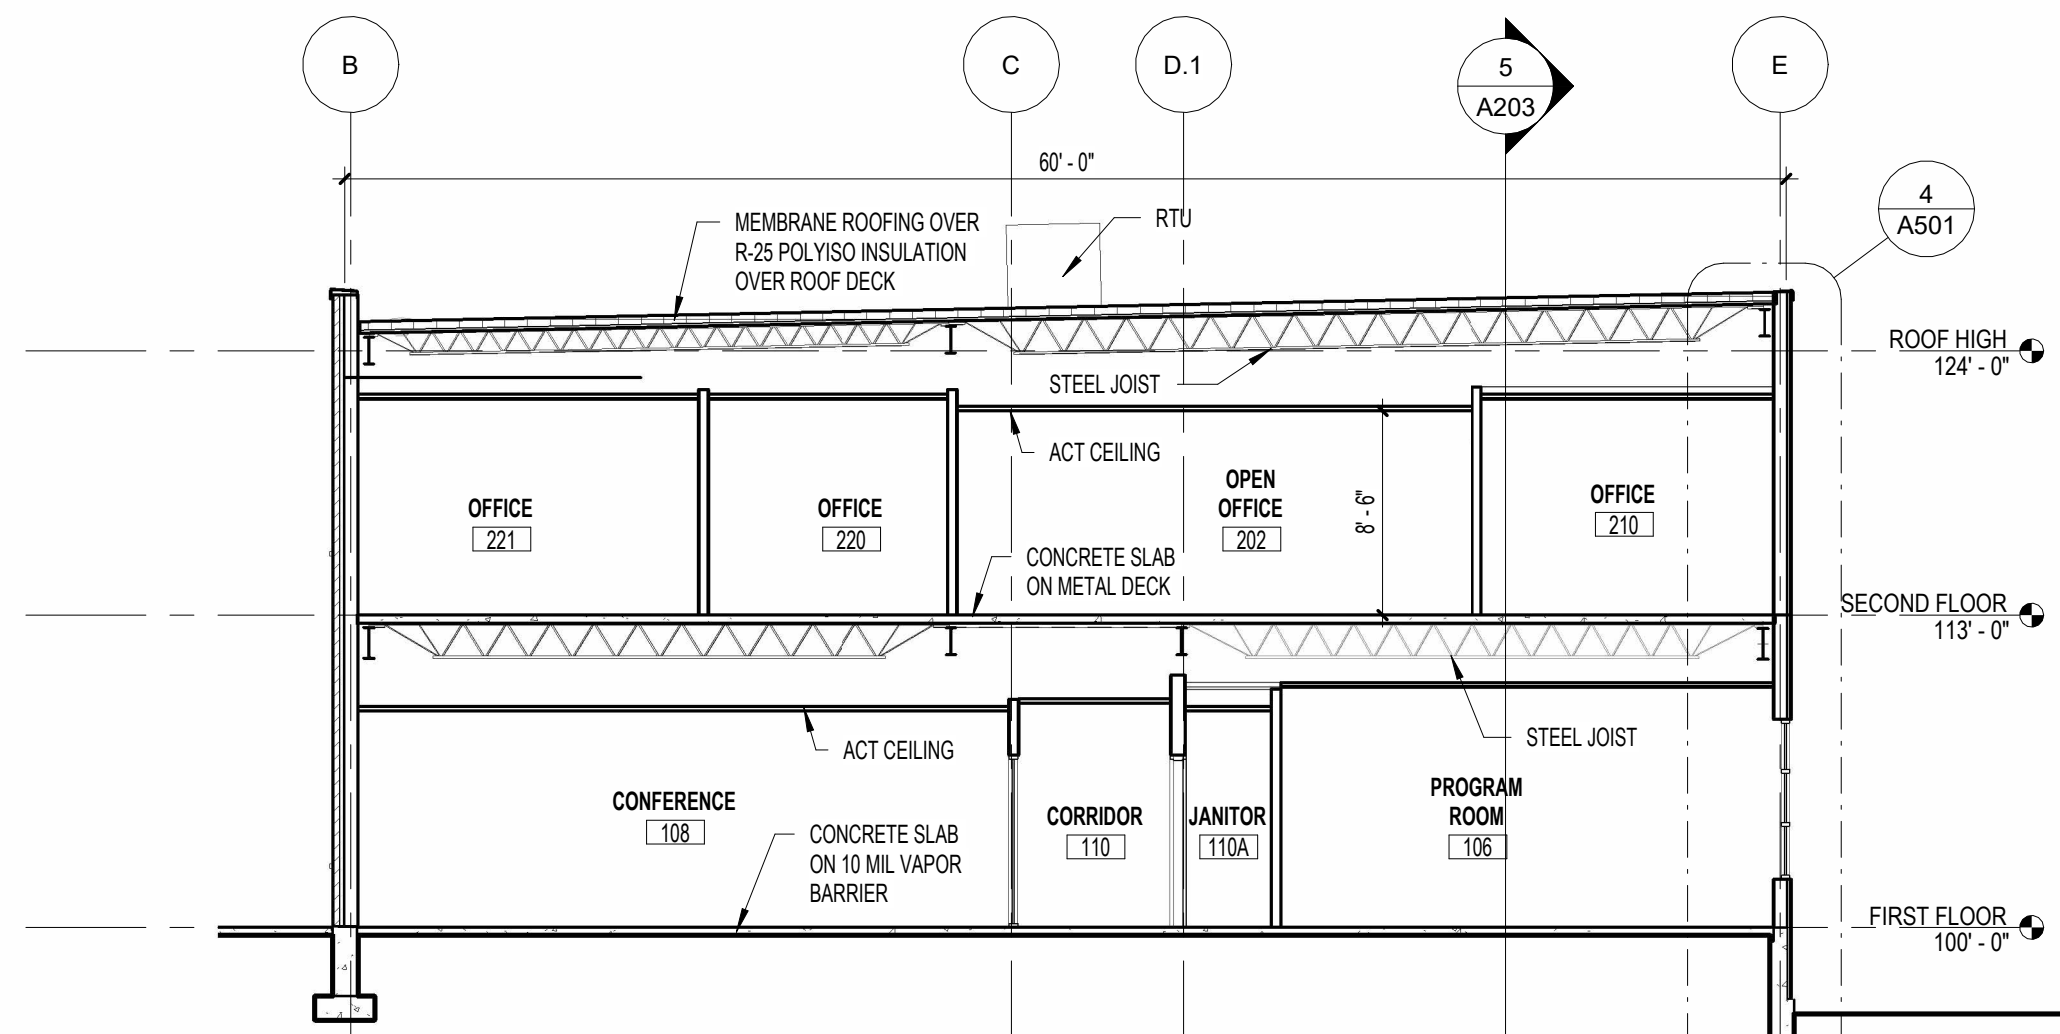 B
C
D.1
5
A203
E
60' - 0"
4
A501
MEMBRANE ROOFING OVER
R-25 POLYISO INSULATION
OVER ROOF DECK
RTU
ROOF HIGH
124' - 0"
STEEL JOIST
ACT CEILING
OFFICE
221
OFFICE
220
OPEN
OFFICE
202
8' - 6"
OFFICE
210
CONCRETE SLAB
ON METAL DECK
SECOND FLOOR
113' - 0"
STEEL JOIST
ACT CEILING
CONFERENCE
108
CORRIDOR
110
JANITOR
110A
PROGRAM
ROOM
106
CONCRETE SLAB
ON 10 MIL VAPOR
BARRIER
FIRST FLOOR
100' - 0"